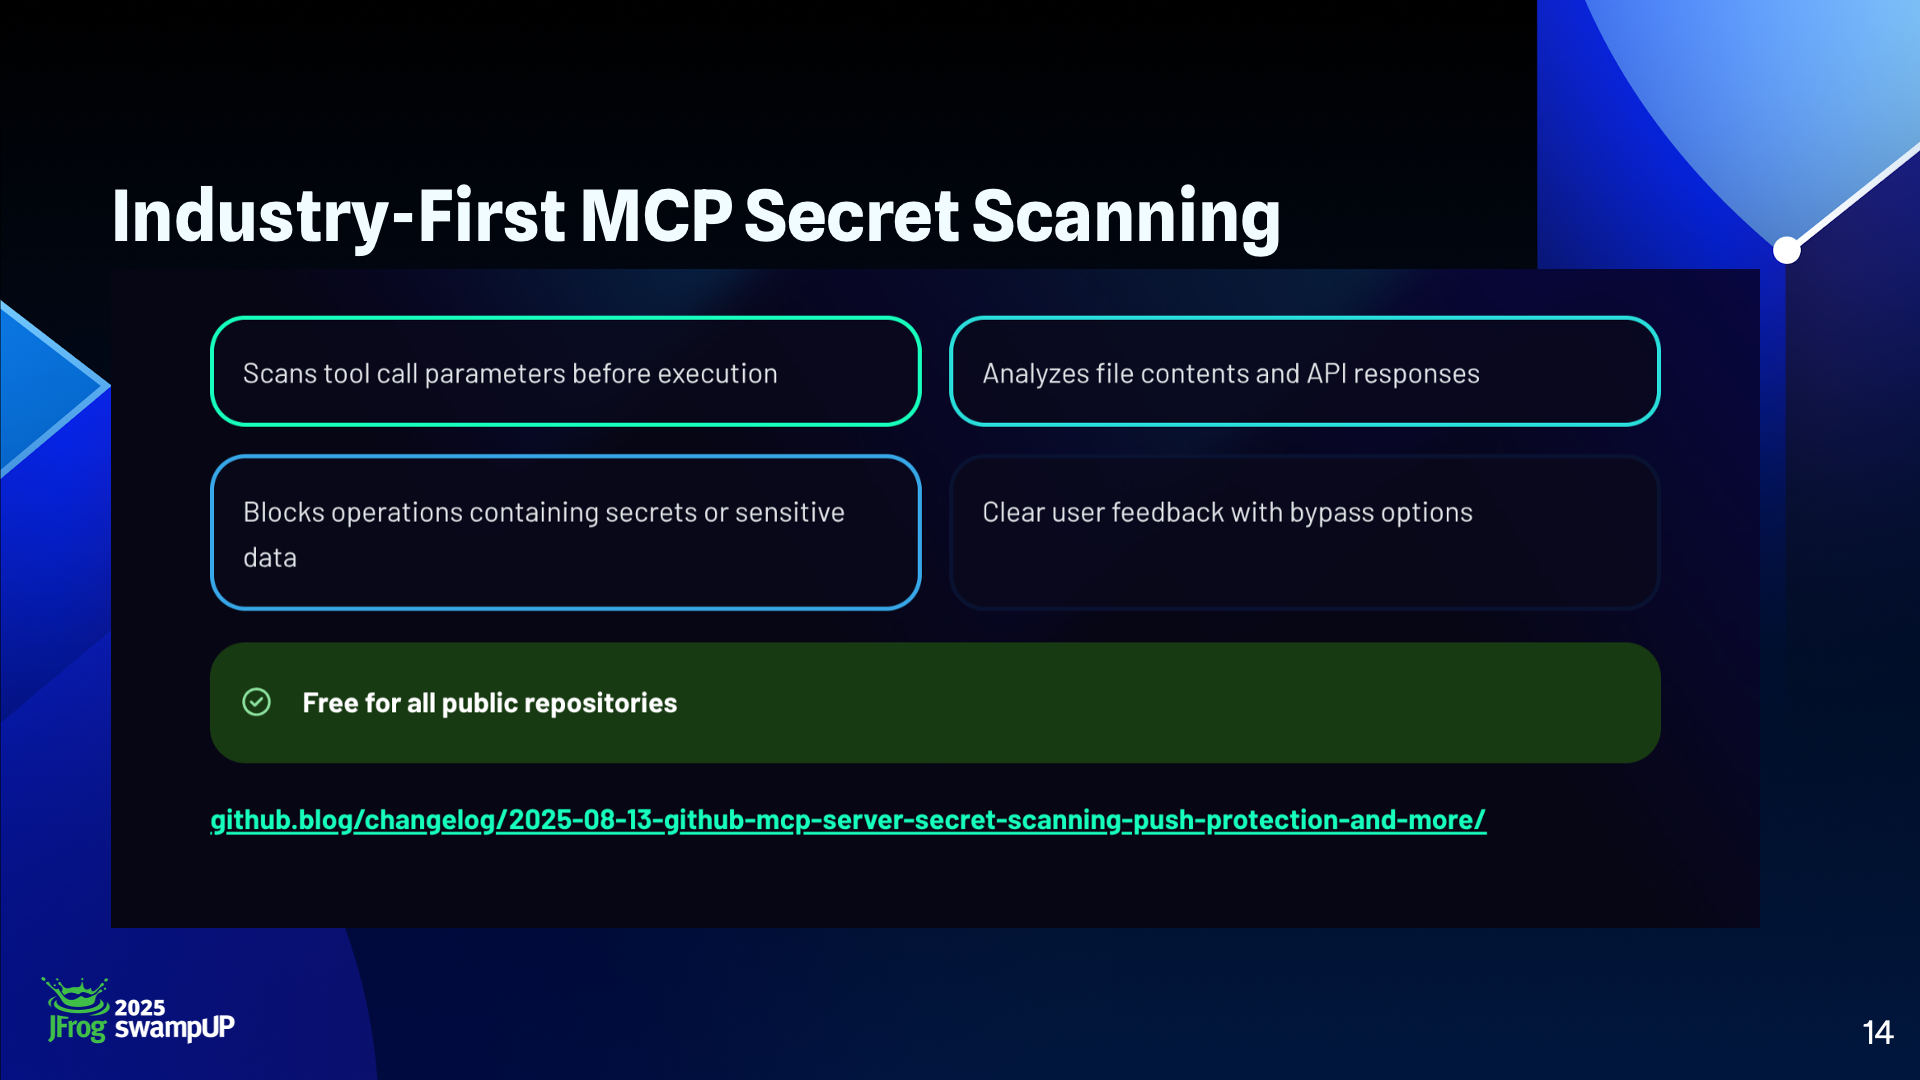 Industry-First MCP Secret Scanning
Scans tool call parameters before execution
Analyzes file contents and API responses
Blocks operations containing secrets or sensitive
data
Clear user feedback with bypass options
Free for all public repositories
github.blog/changelog/2025-08-13-github-mcp-server-secret-scanning-push-protection-and-more/
JFrog
2025
swampUP
14